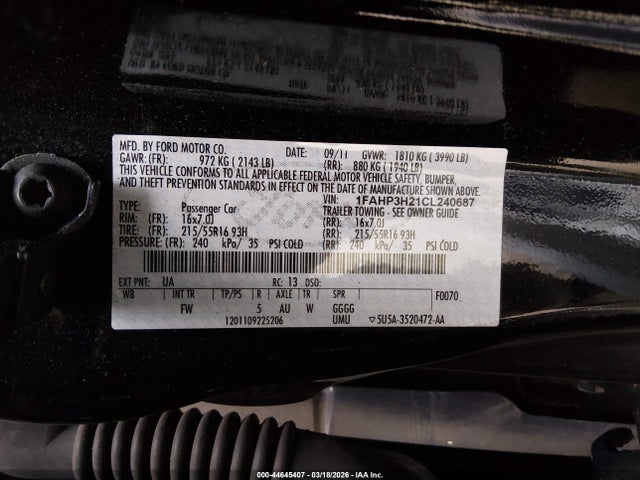 MFD. BY FORD MOTOR CO. DATE: 09/11 GVWR: 1810 KG ( 3990 LB)
GAWR: (FR): 972 KG ( 2143 LB) (RR): 880 KG ( 1940 LB)
THIS VEHICLE CONFORMS TO ALL APPLICABLE FEDERAL MOTOR VEHICLE SAFETY, BUMPER,
AND THEFT PREVENTION STANDARDS IN EFFECT ON THE DATE OF MANUFACTURE SHOWN ABOVE.
VIN: 1FAHP3H21CL240687
TYPE: Passenger Car TRAILER TOWING - SEE OWNER GUIDE
RIM: (FR): 16x7.0J (RR): 16x7.0J
TIRE: (FR): 215/55R16 93H (RR): 215/55R16 93H
PRESSURE: (FR): 240 kPa/ 35 PSI COLD (RR): 240 kPa/ 35 PSI COLD
EXT PNT: UA RC: 13 DSO: F0070
WB INT TR TP/PS R AXLE TR SPR
FW - 5 AU W GGGG
1201109225206 UMU ▽5U5A-3520472-AA
000-44645407 - 03/18/2026 - IAAI.com